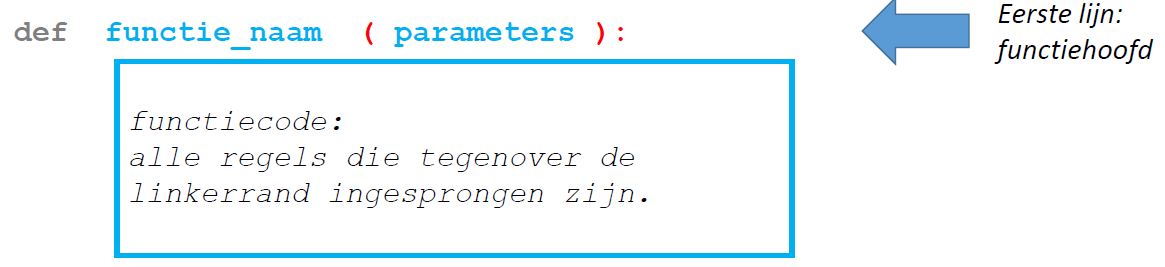 def functie_naam ( parameters ):
Eerste lijn:
functiehoofd
functiecode:
alle regels die tegenover de
linkerrand ingesprongen zijn.